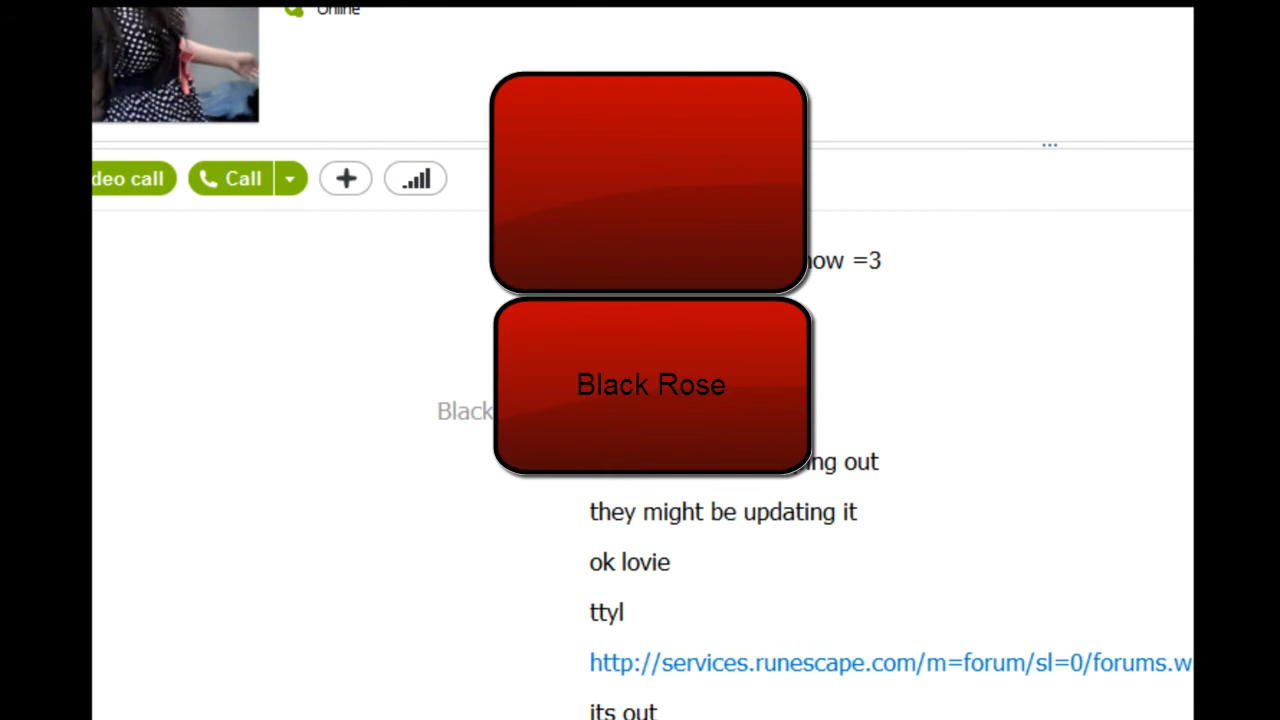 Online
deo call
Call
now =3
Black Rose
Black
ing out
they might be updating it
ok lovie
ttyl
http://services.runescape.com/m=forum/sl=0/forums.w
its out